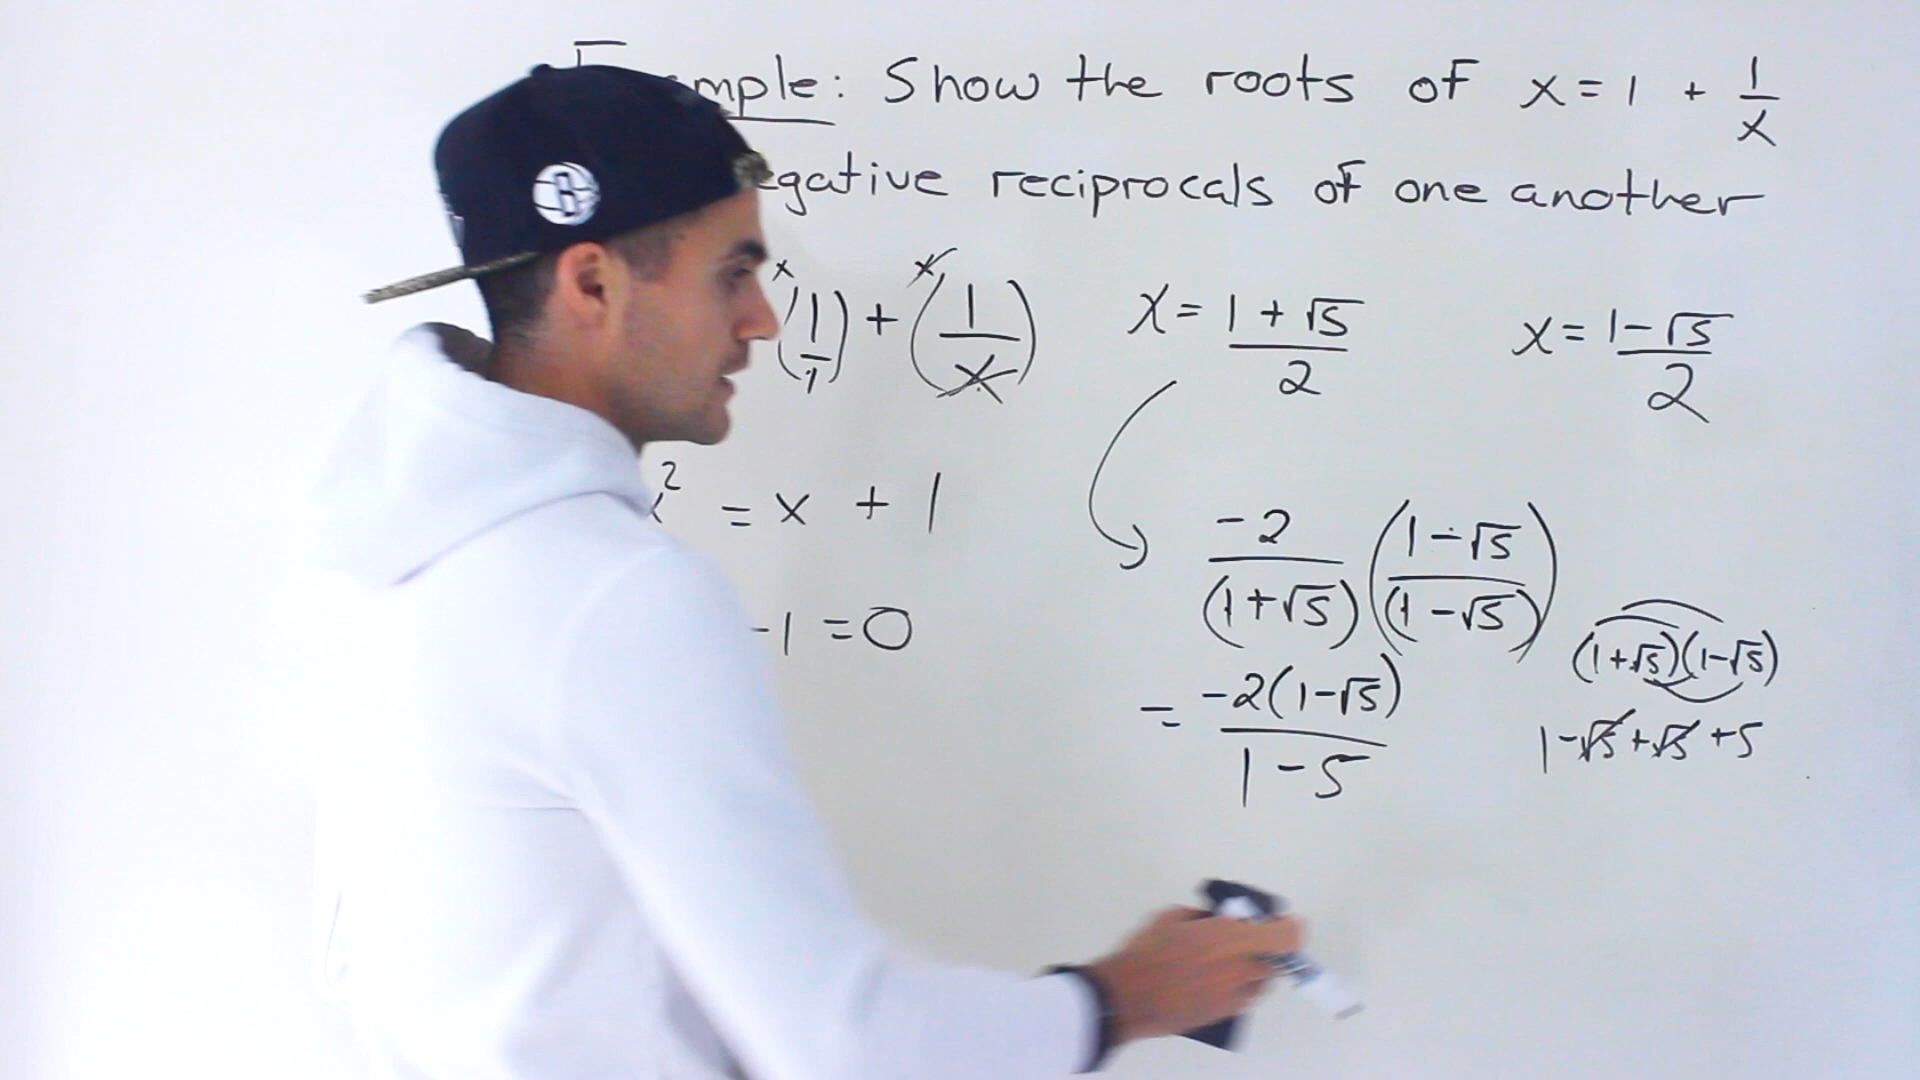 mple: Show the roots of x = 1 + 1/x
egative reciprocals of one another
x(1/1) + x(1/x)
x = 1 + √5 / 2
x = 1 - √5 / 2
x² = x + 1
-1 = 0
-2/(1+√5) ((1-√5)/(1-√5))
(1+√5)(1-√5)
= -2(1-√5) / 1-5
1-√5+√5+5
B